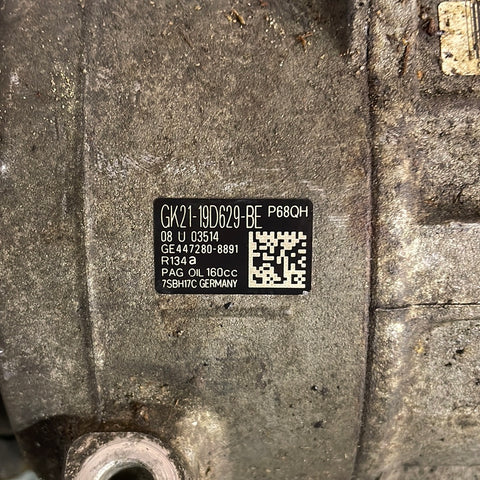 GK21-19D629-BE P68QH
08 U 03514
GE447280-8891
R134a
PAG OIL 160cc
7SBH17C GERMANY